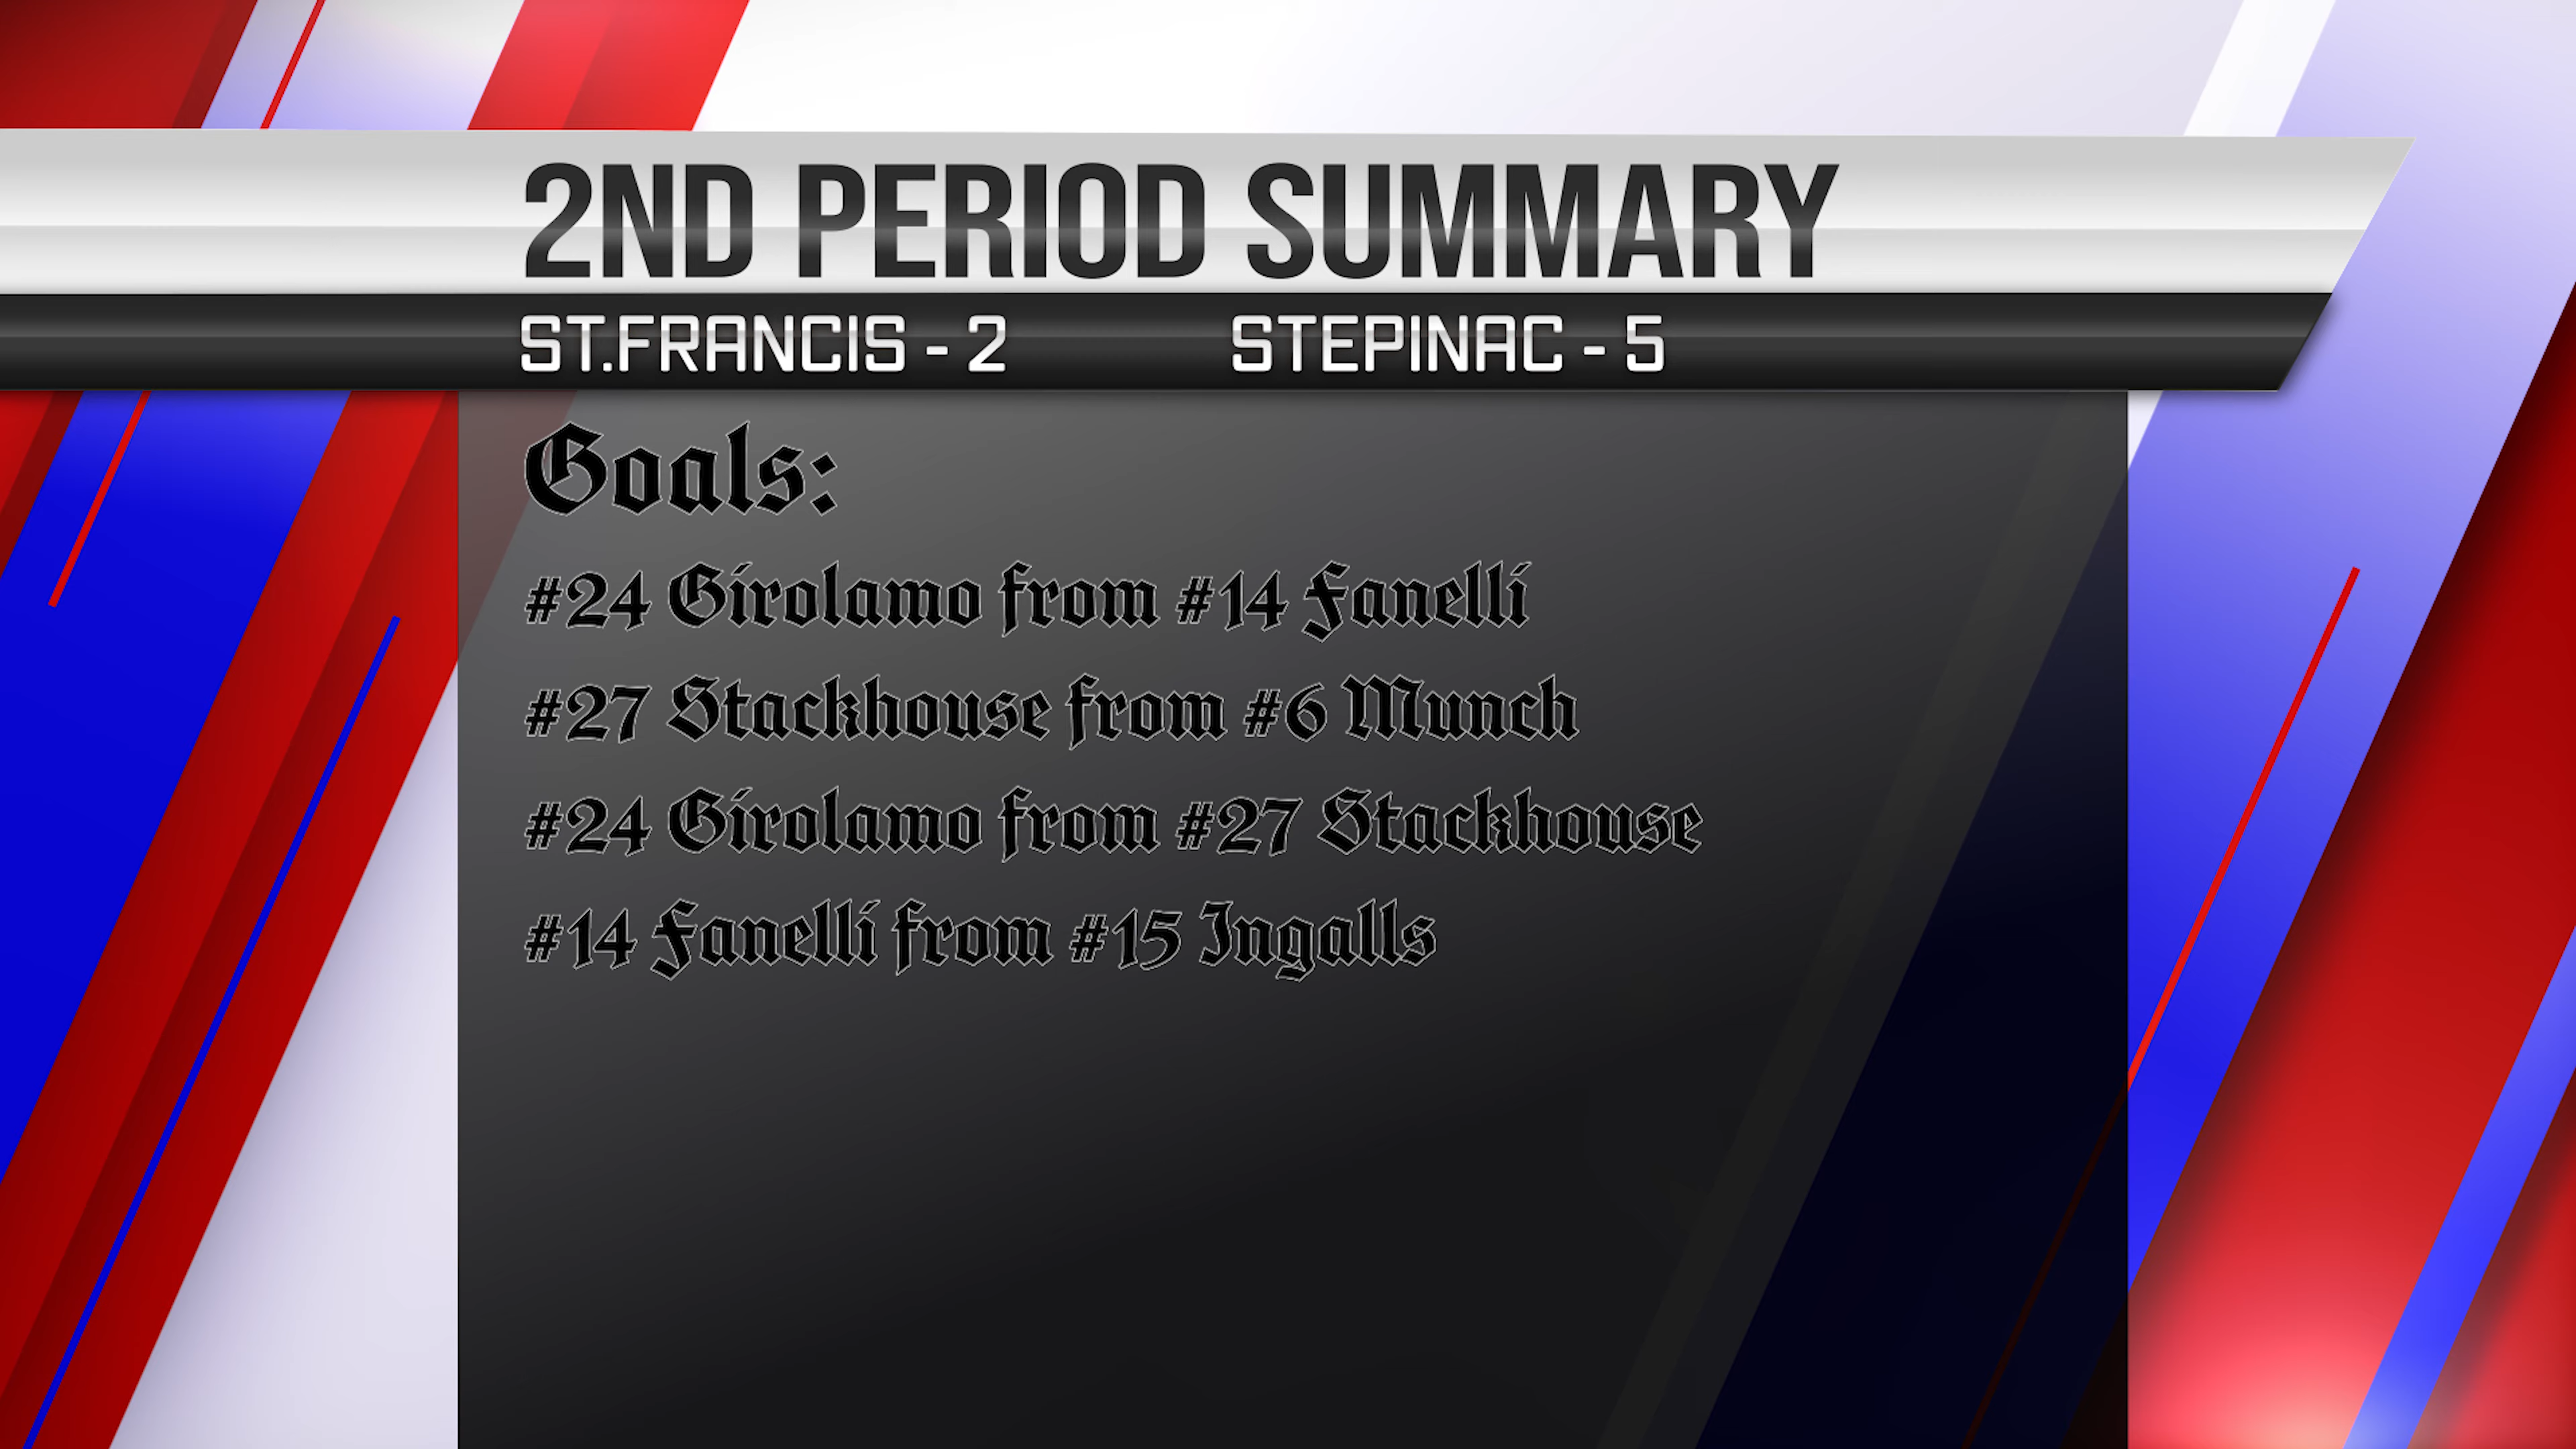 2ND PERIOD SUMMARY
ST.FRANCIS - 2 STEPINAC - 5
Goals:
#24 Girolamo from #14 Fanelli
#27 Stackhouse from #6 Munch
#24 Girolamo from #27 Stackhouse
#14 Fanelli from #15 Ingalls